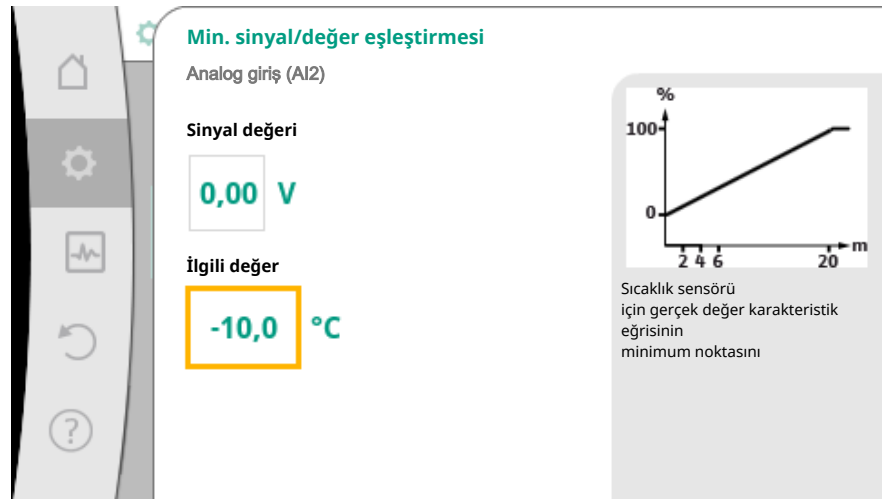 Min. sinyal/değer eşleştirmesi
Analog giriş (AI2)
Sinyal değeri
0,00 V
İlgili değer
-10,0 °C
%
100
0
2 4 6 20
m
Sıcaklık sensörü
için gerçek değer karakteristik
eğrisinin
minimum noktasını
?